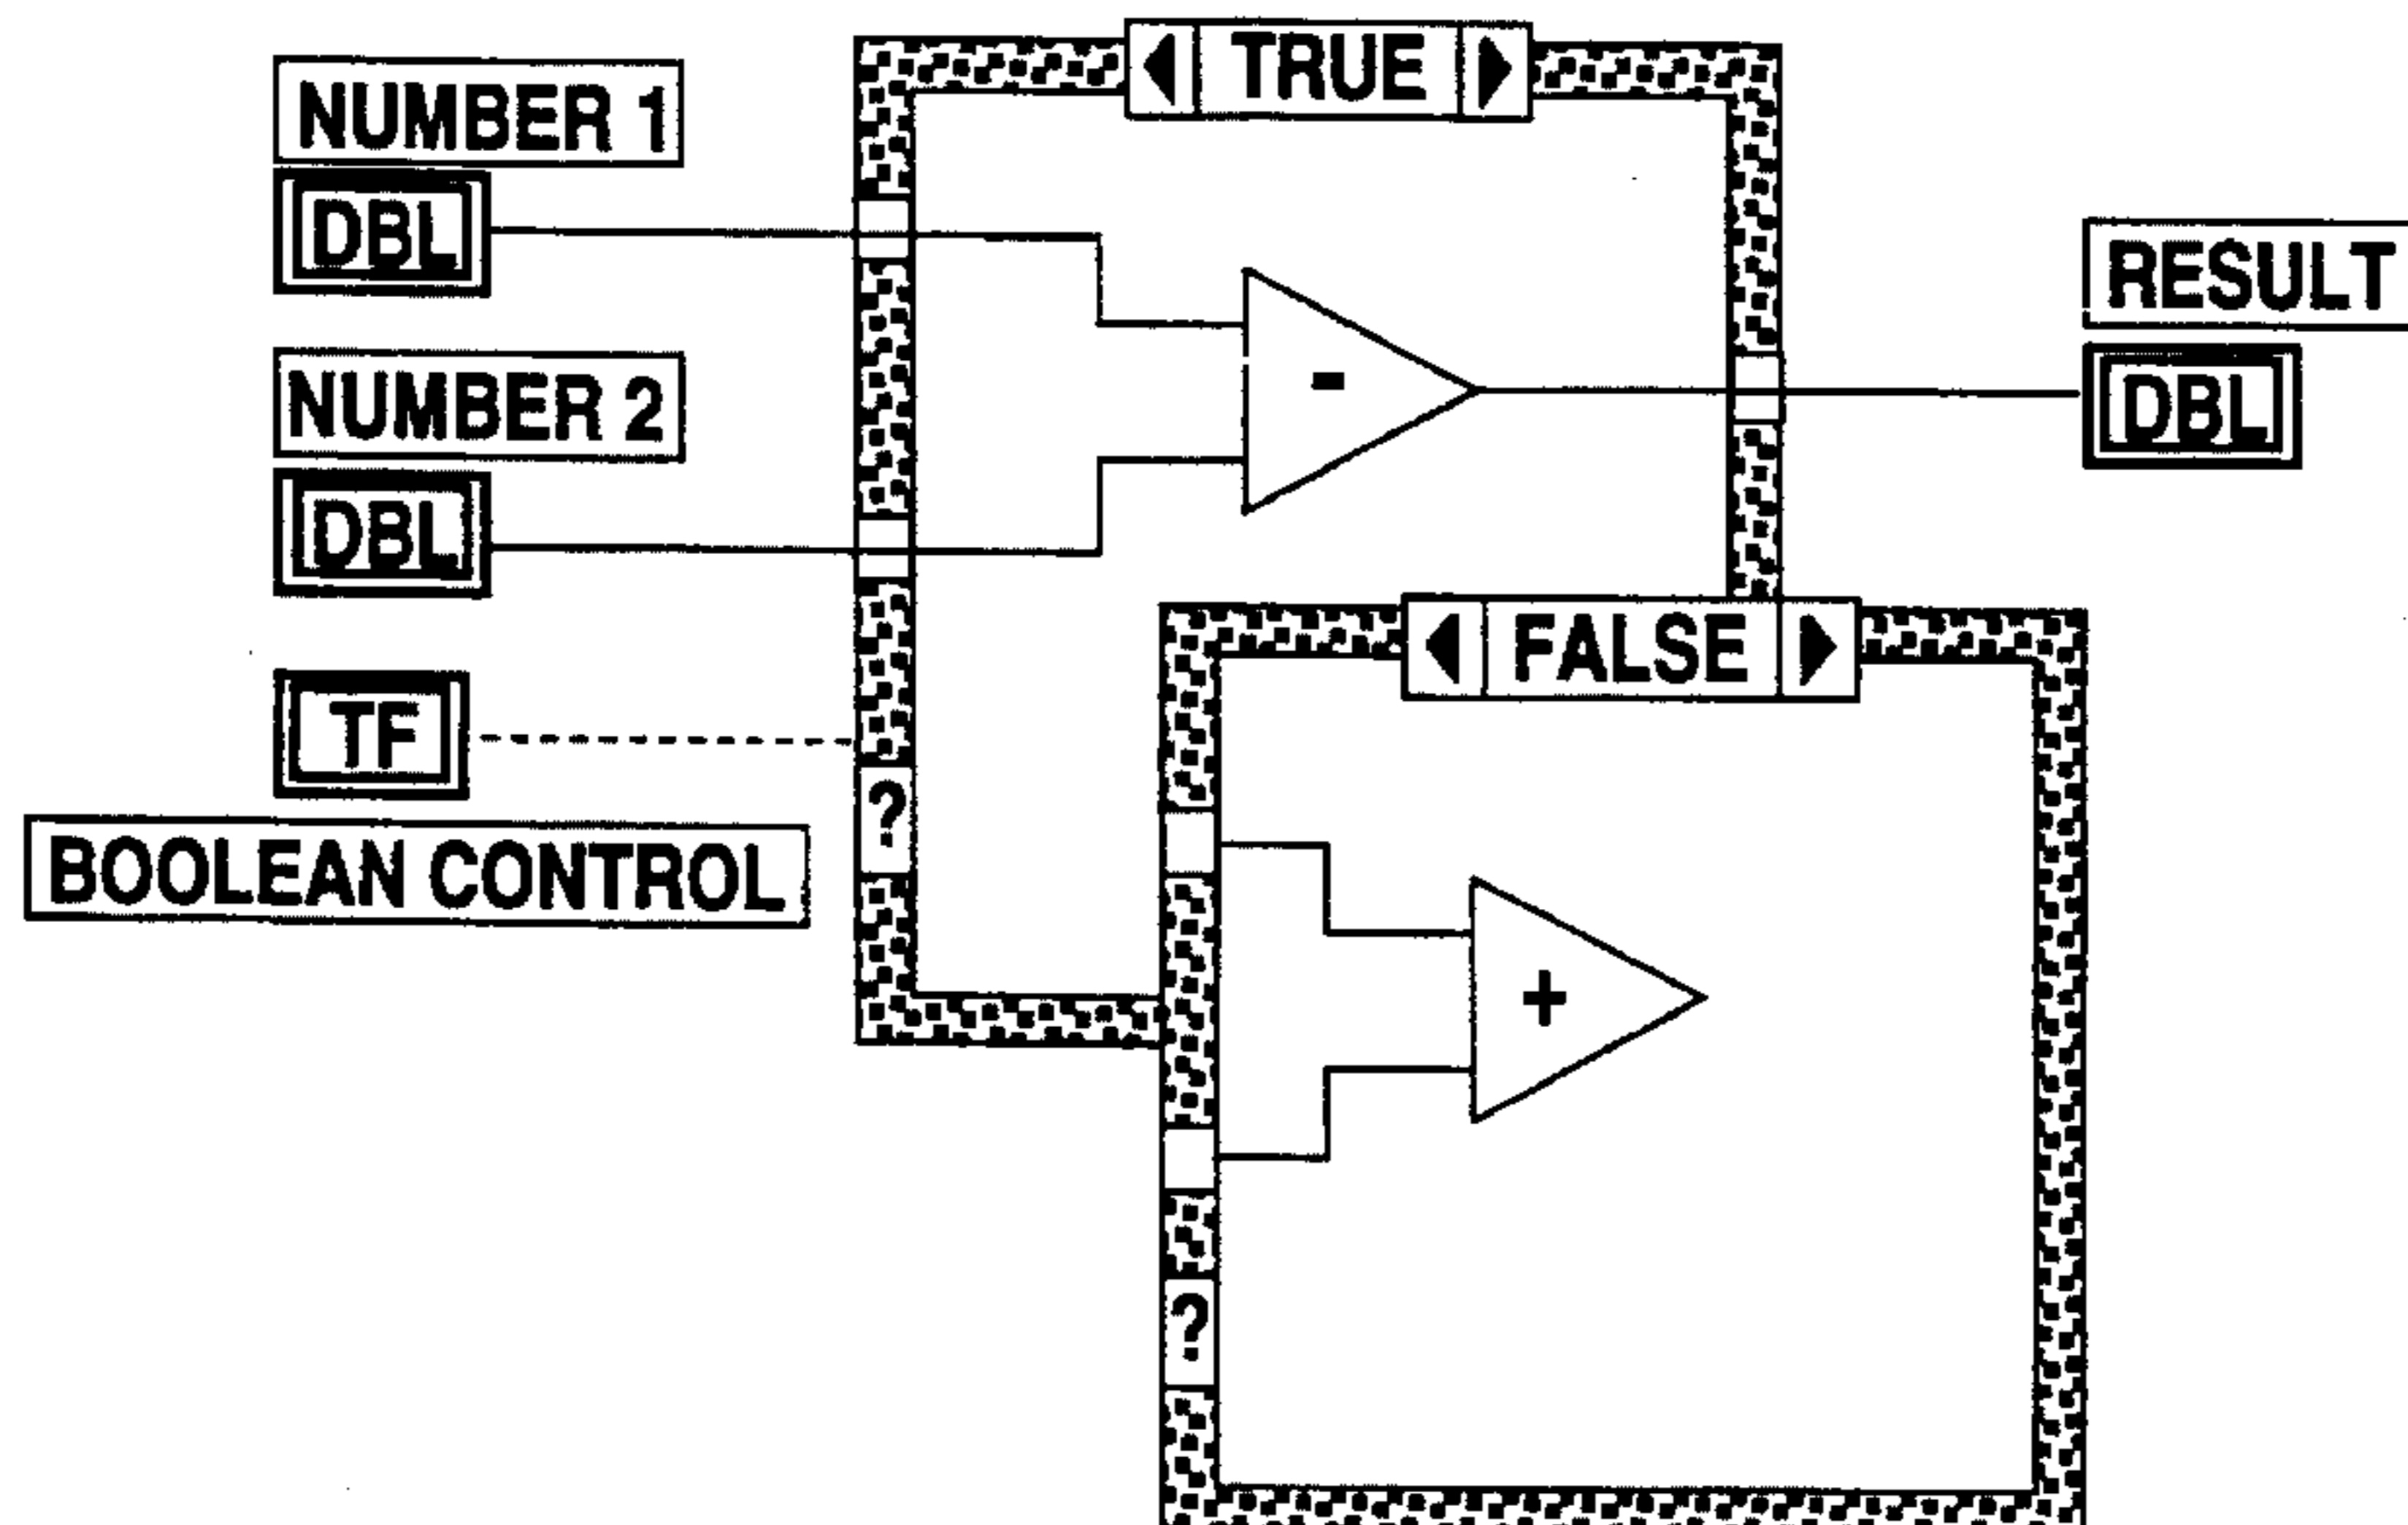 TRUE
NUMBER 1
DBL
-
RESULT
DBL
NUMBER 2
DBL
FALSE
TF
?
BOOLEAN CONTROL
+
?